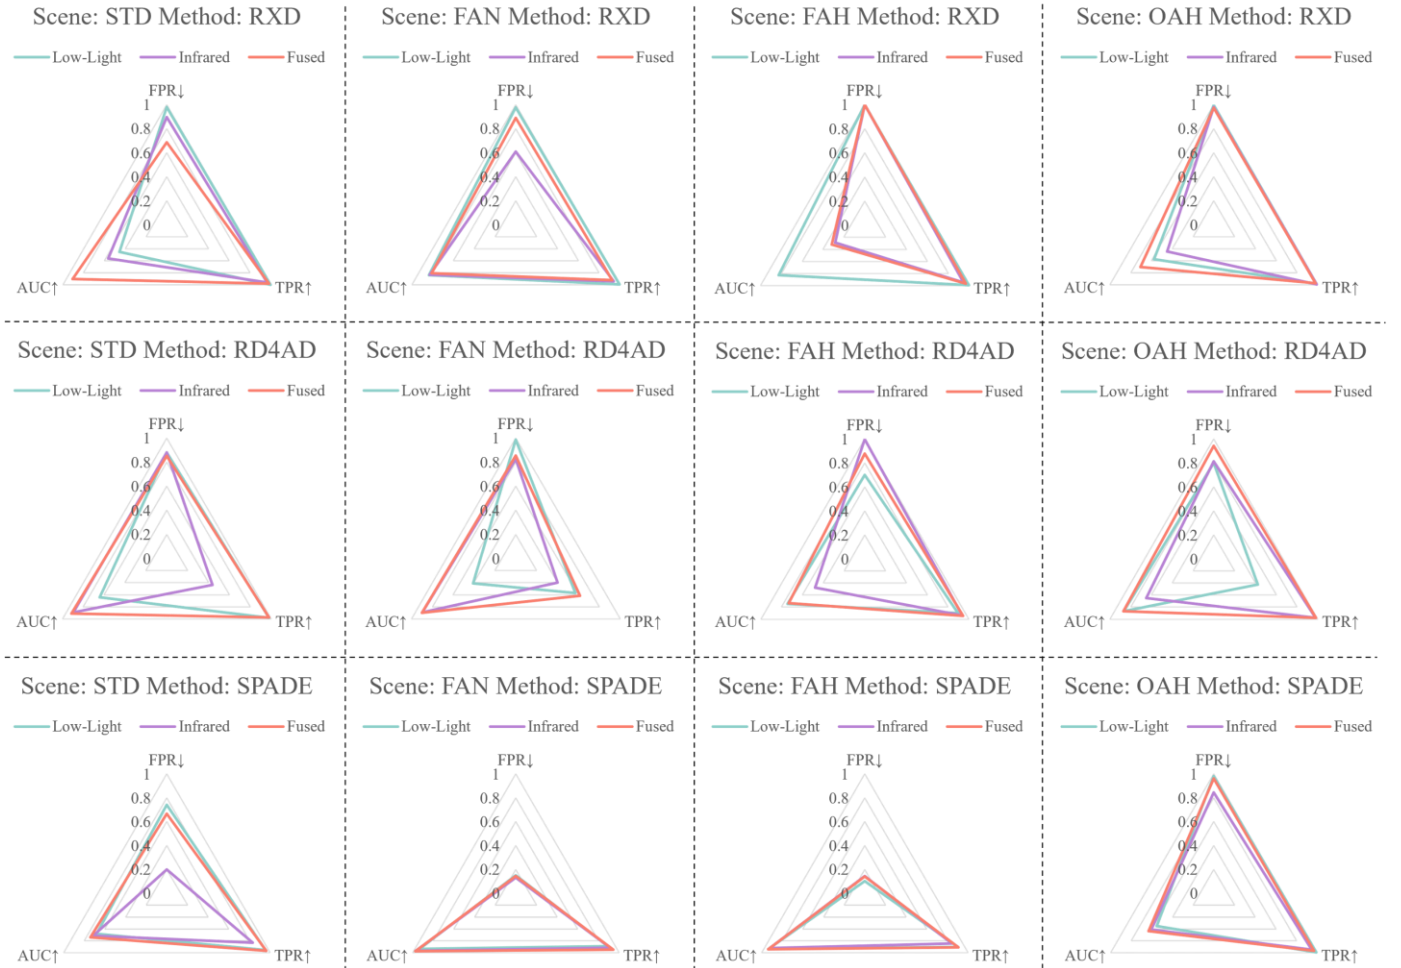 Scene: STD Method: RXD
Low-Light Infrared Fused
FPR↓
1
0.8
0.6
0.4
0.2
0
AUC↑ TPR↑
Scene: FAN Method: RXD
Low-Light Infrared Fused
FPR↓
1
0.8
0.6
0.4
0.2
0
AUC↑ TPR↑
Scene: FAH Method: RXD
Low-Light Infrared Fused
FPR↓
1
0.8
0.6
0.4
0.2
0
AUC↑ TPR↑
Scene: OAH Method: RXD
Low-Light Infrared Fused
FPR↓
1
0.8
0.6
0.4
0.2
0
AUC↑ TPR↑
Scene: STD Method: RD4AD
Low-Light Infrared Fused
FPR↓
1
0.8
0.6
0.4
0.2
0
AUC↑ TPR↑
Scene: FAN Method: RD4AD
Low-Light Infrared Fused
FPR↓
1
0.8
0.6
0.4
0.2
0
AUC↑ TPR↑
Scene: FAH Method: RD4AD
Low-Light Infrared Fused
FPR↓
1
0.8
0.6
0.4
0.2
0
AUC↑ TPR↑
Scene: OAH Method: RD4AD
Low-Light Infrared Fused
FPR↓
1
0.8
0.6
0.4
0.2
0
AUC↑ TPR↑
Scene: STD Method: SPADE
Low-Light Infrared Fused
FPR↓
1
0.8
0.6
0.4
0.2
0
AUC↑ TPR↑
Scene: FAN Method: SPADE
Low-Light Infrared Fused
FPR↓
1
0.8
0.6
0.4
0.2
0
AUC↑ TPR↑
Scene: FAH Method: SPADE
Low-Light Infrared Fused
FPR↓
1
0.8
0.6
0.4
0.2
0
AUC↑ TPR↑
Scene: OAH Method: SPADE
Low-Light Infrared Fused
FPR↓
1
0.8
0.6
0.4
0.2
0
AUC↑ TPR↑